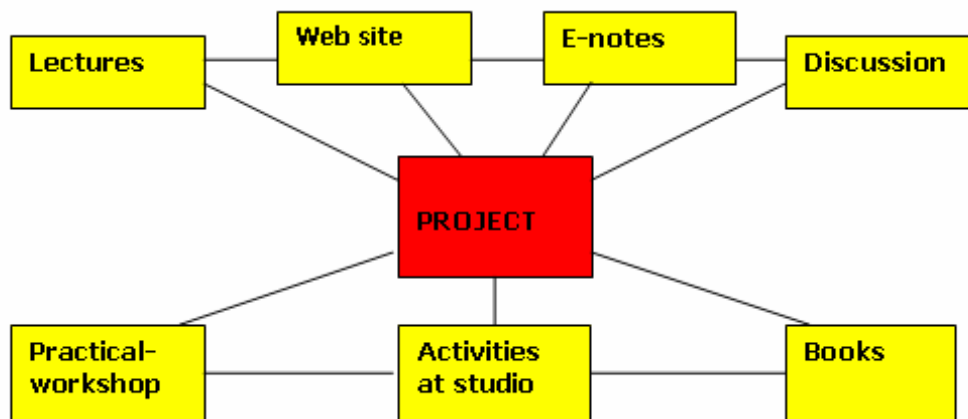 Lectures
Web site
E-notes
Discussion
PROJECT
Practical-
workshop
Activities
at studio
Books